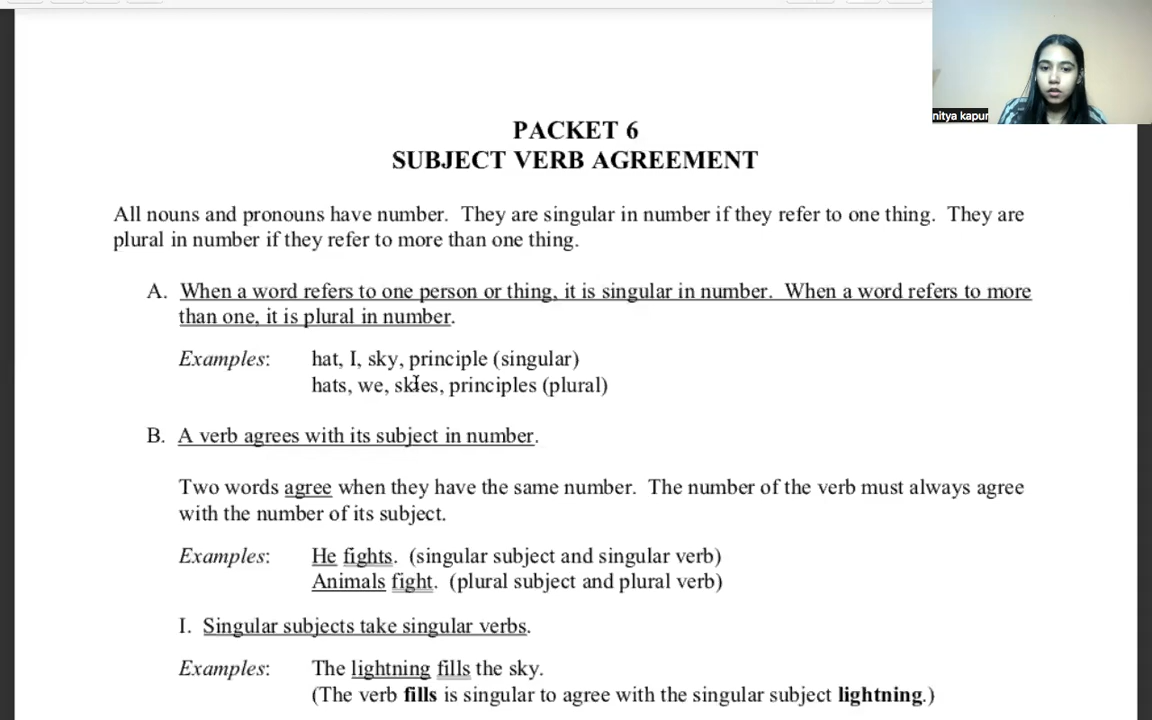 nitya kapur
PACKET 6
SUBJECT VERB AGREEMENT
All nouns and pronouns have number. They are singular in number if they refer to one thing. They are
plural in number if they refer to more than one thing.
A. When a word refers to one person or thing, it is singular in number. When a word refers to more
than one, it is plural in number.
Examples: hat, I, sky, principle (singular)
hats, we, skies, principles (plural)
B. A verb agrees with its subject in number.
Two words agree when they have the same number. The number of the verb must always agree
with the number of its subject.
Examples: He fights. (singular subject and singular verb)
Animals fight. (plural subject and plural verb)
I. Singular subjects take singular verbs.
Examples: The lightning fills the sky.
(The verb fills is singular to agree with the singular subject lightning.)